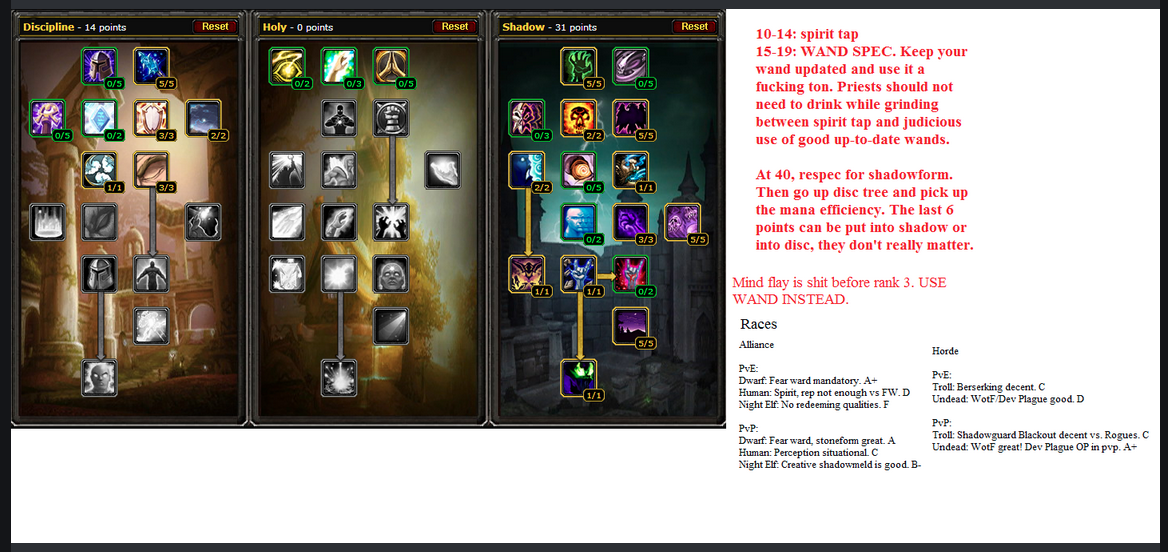 Discipline - 14 points
Reset
0/5
5/5
0/5
0/2
3/3
2/2
1/1
3/3
Holy - 0 points
Reset
0/2
0/3
0/5
Shadow - 31 points
Reset
5/5
0/5
0/3
2/2
5/5
2/2
0/5
1/1
0/2
3/3
5/5
1/1
1/1
0/2
5/5
1/1
10-14: spirit tap
15-19: WAND SPEC. Keep your
wand updated and use it a
fucking ton. Priests should not
need to drink while grinding
between spirit tap and judicious
use of good up-to-date wands.
At 40, respec for shadowform.
Then go up disc tree and pick up
the mana efficiency. The last 6
points can be put into shadow or
into disc, they don't really matter.
Mind flay is shit before rank 3. USE
WAND INSTEAD.
Races
Alliance
PvE:
Dwarf: Fear ward mandatory. A+
Human: Spirit, rep not enough vs FW. D
Night Elf: No redeeming qualities. F
PvP:
Dwarf: Fear ward, stoneform great. A
Human: Perception situational. C
Night Elf: Creative shadowmeld is good. B-
Horde
PvE:
Troll: Berserking decent. C
Undead: WotF/Dev Plague good. D
PvP:
Troll: Shadowguard Blackout decent vs. Rogues. C
Undead: WotF great! Dev Plague OP in pvp. A+